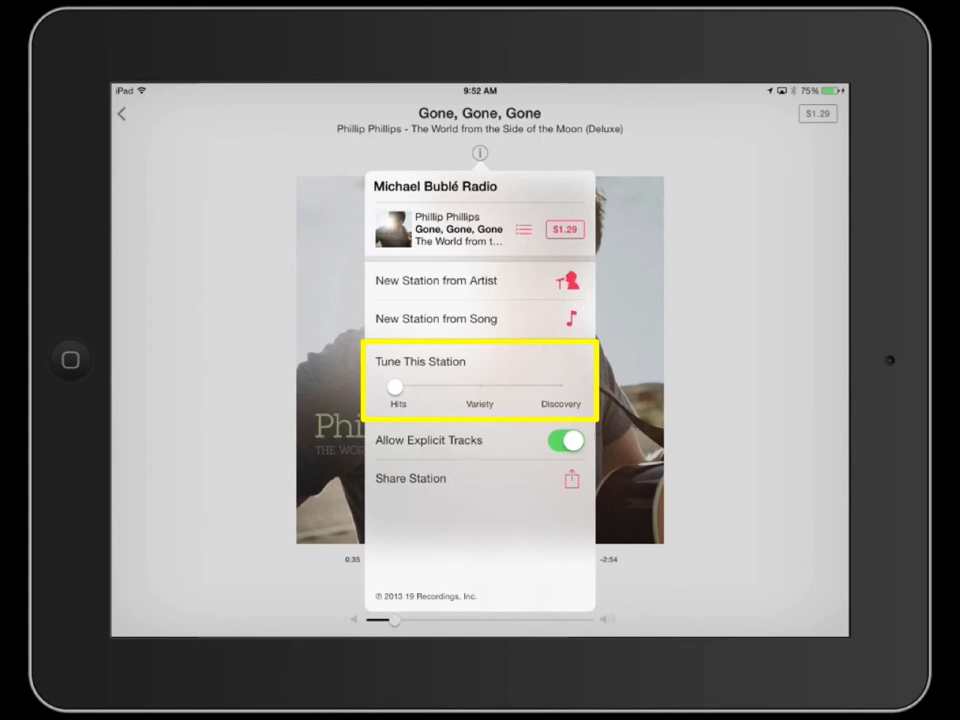 iPad
9:52 AM
75%
Gone, Gone, Gone
$1.29
Phillip Phillips - The World from the Side of the Moon (Deluxe)
Michael Bublé Radio
Phillip Phillips
Gone, Gone, Gone
$1.29
The World from t...
New Station from Artist
New Station from Song
Tune This Station
Hits Variety Discovery
Phi
THE WOR
Allow Explicit Tracks
Share Station
0:35
-2:54
℗ 2013 19 Recordings, Inc.